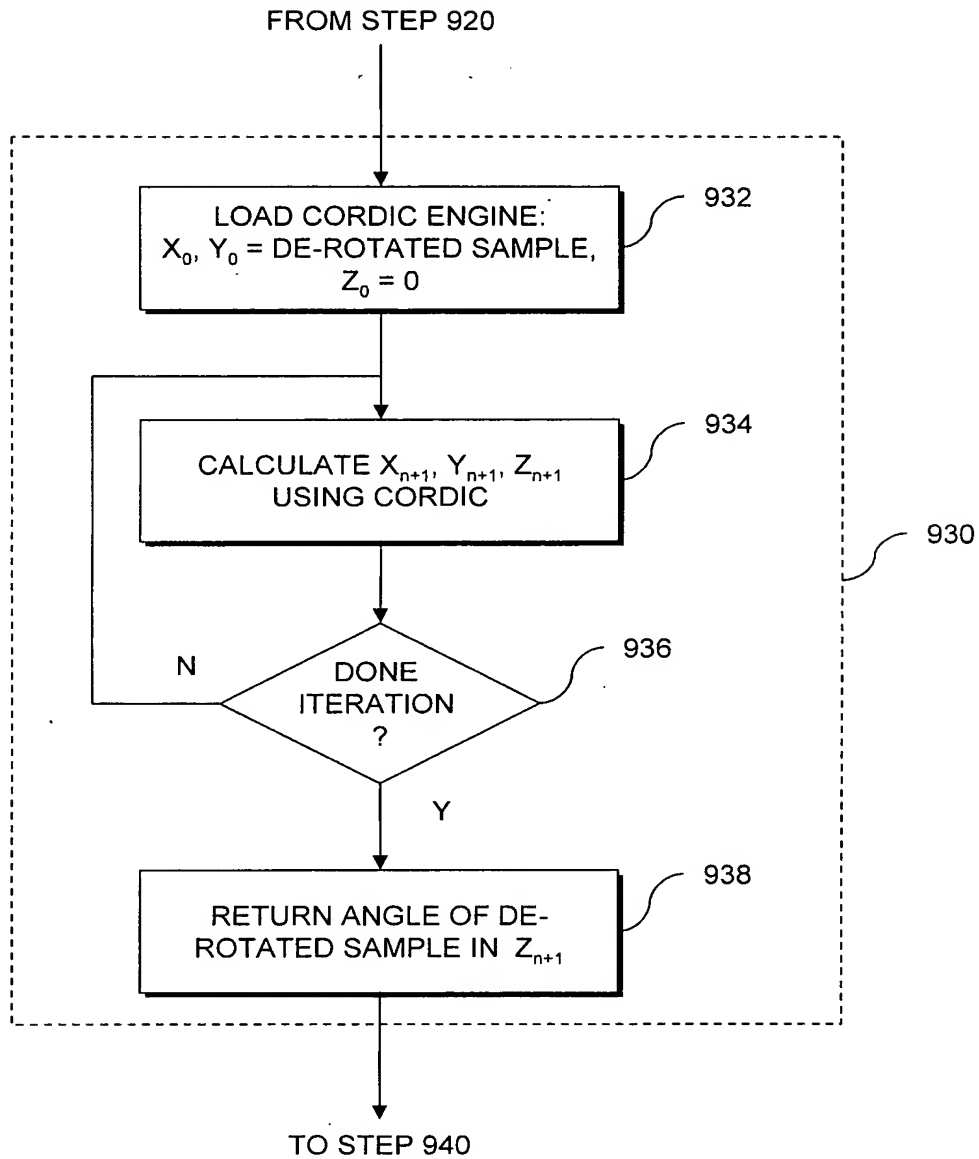 FROM STEP 920
LOAD CORDIC ENGINE:
X₀, Y₀ = DE-ROTATED SAMPLE,
Z₀ = 0
932
CALCULATE Xₙ₊₁, Yₙ₊₁, Zₙ₊₁
USING CORDIC
934
930
DONE
ITERATION
?
936
N
Y
RETURN ANGLE OF DE-
ROTATED SAMPLE IN Zₙ₊₁
938
TO STEP 940